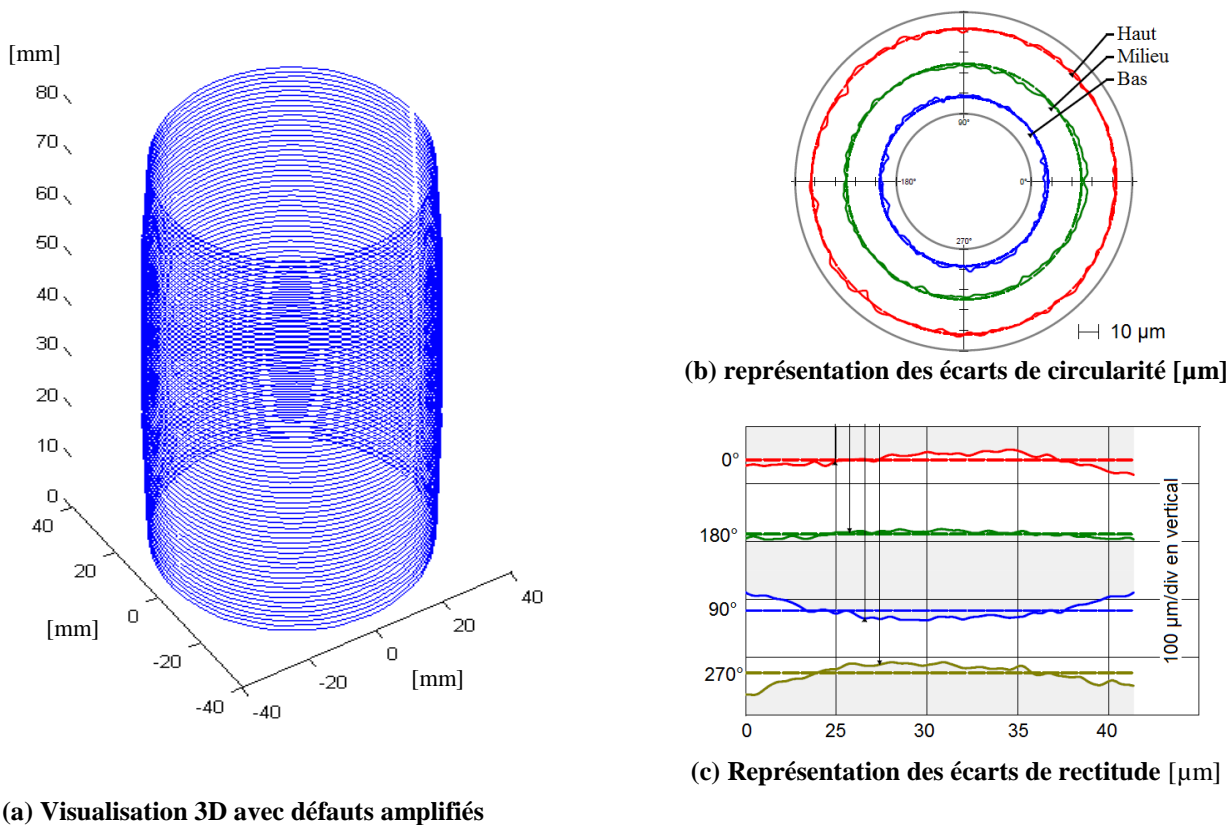 [mm]
80
70
60
50
40
30
20
10
0
40
20
0
-20
-40
[mm]
-40
-20
0
20
40
[mm]
(a) Visualisation 3D avec défauts amplifiés
Haut
Milieu
Bas
90°
180°
0°
270°
10 µm
(b) représentation des écarts de circularité [µm]
0°
180°
90°
270°
100 µm/div en vertical
0
25
30
35
40
(c) Représentation des écarts de rectitude [µm]